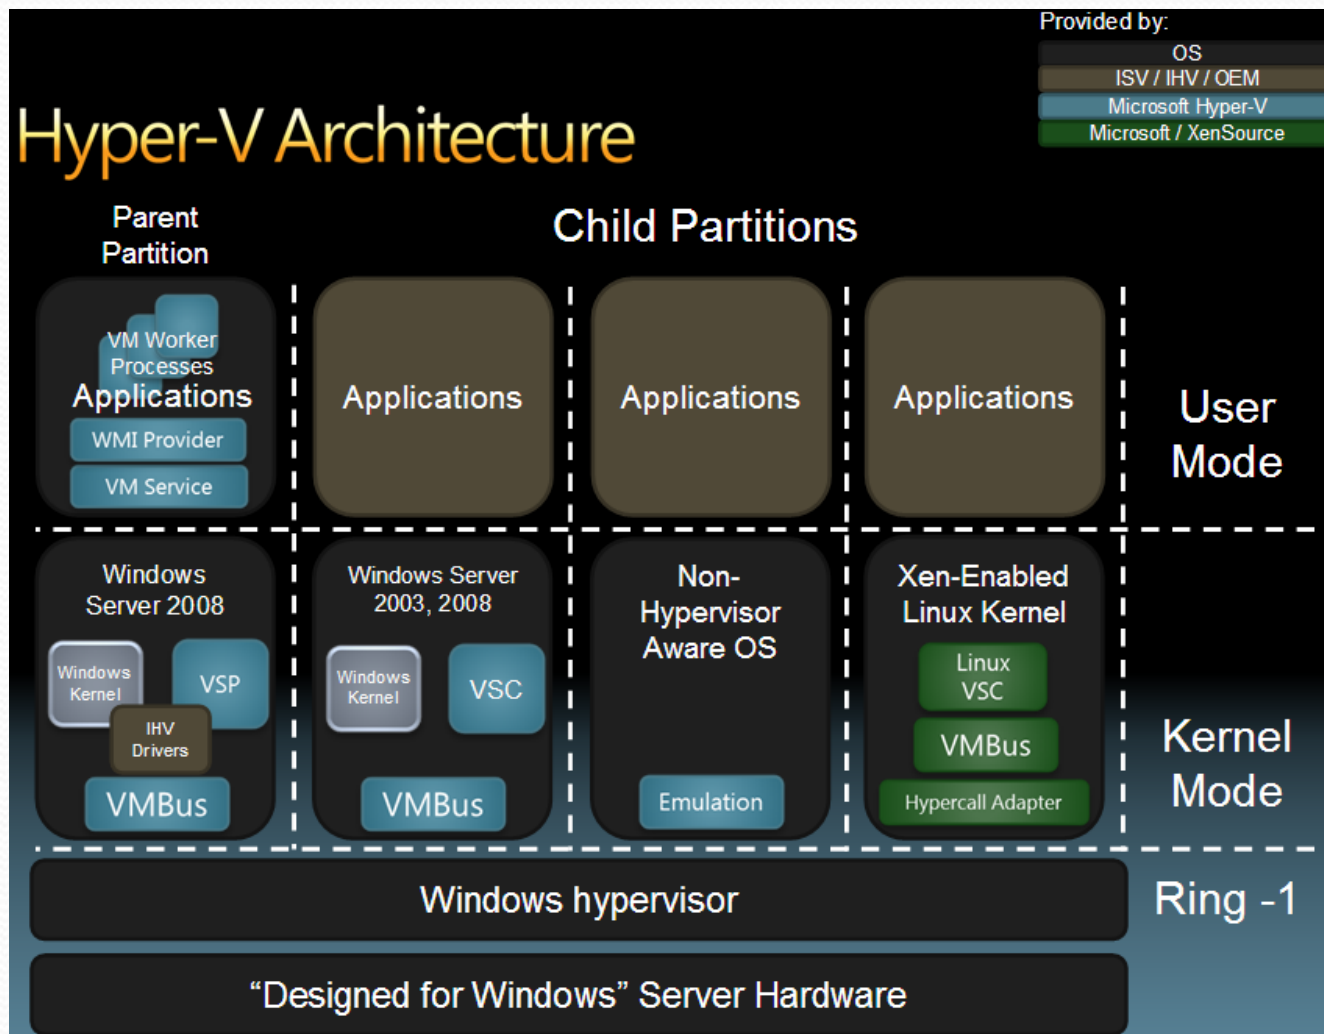 Provided by:
OS
ISV / IHV / OEM
Microsoft Hyper-V
Microsoft / XenSource
Hyper-V Architecture
Parent
Partition
Child Partitions
VM Worker
Processes
Applications
WMI Provider
VM Service
Applications
Applications
Applications
User
Mode
Windows
Server 2008
Windows
Kernel
VSP
IHV
Drivers
VMBus
Windows Server
2003, 2008
Windows
Kernel
VSC
VMBus
Non-
Hypervisor
Aware OS
Emulation
Xen-Enabled
Linux Kernel
Linux
VSC
VMBus
Hypercall Adapter
Kernel
Mode
Windows hypervisor
Ring -1
“Designed for Windows” Server Hardware